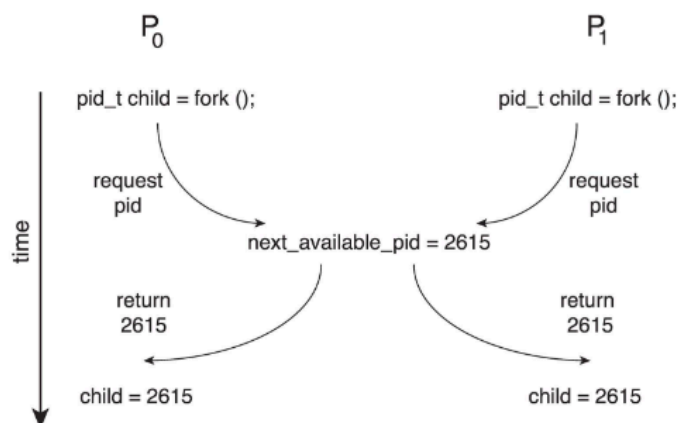 P0 P1
pid_t child = fork (); pid_t child = fork ();
request request
pid pid
time
next_available_pid = 2615
return return
2615 2615
child = 2615 child = 2615